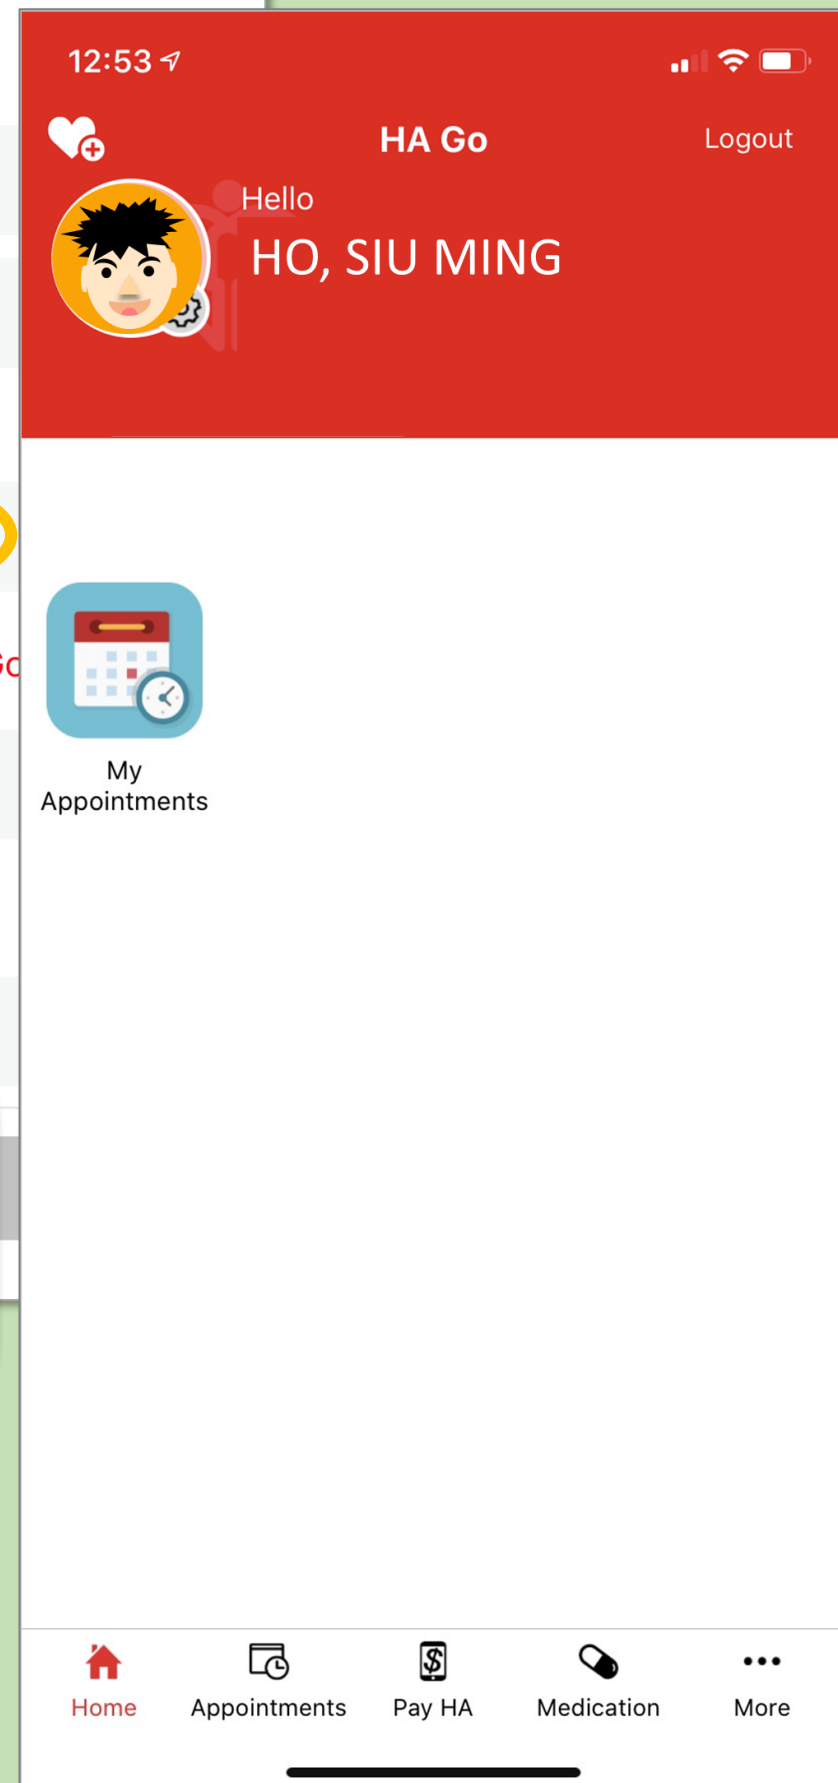 12:53
HA Go
Logout
Hello
HO, SIU MING
My
Appointments
Home
Appointments
Pay HA
Medication
More